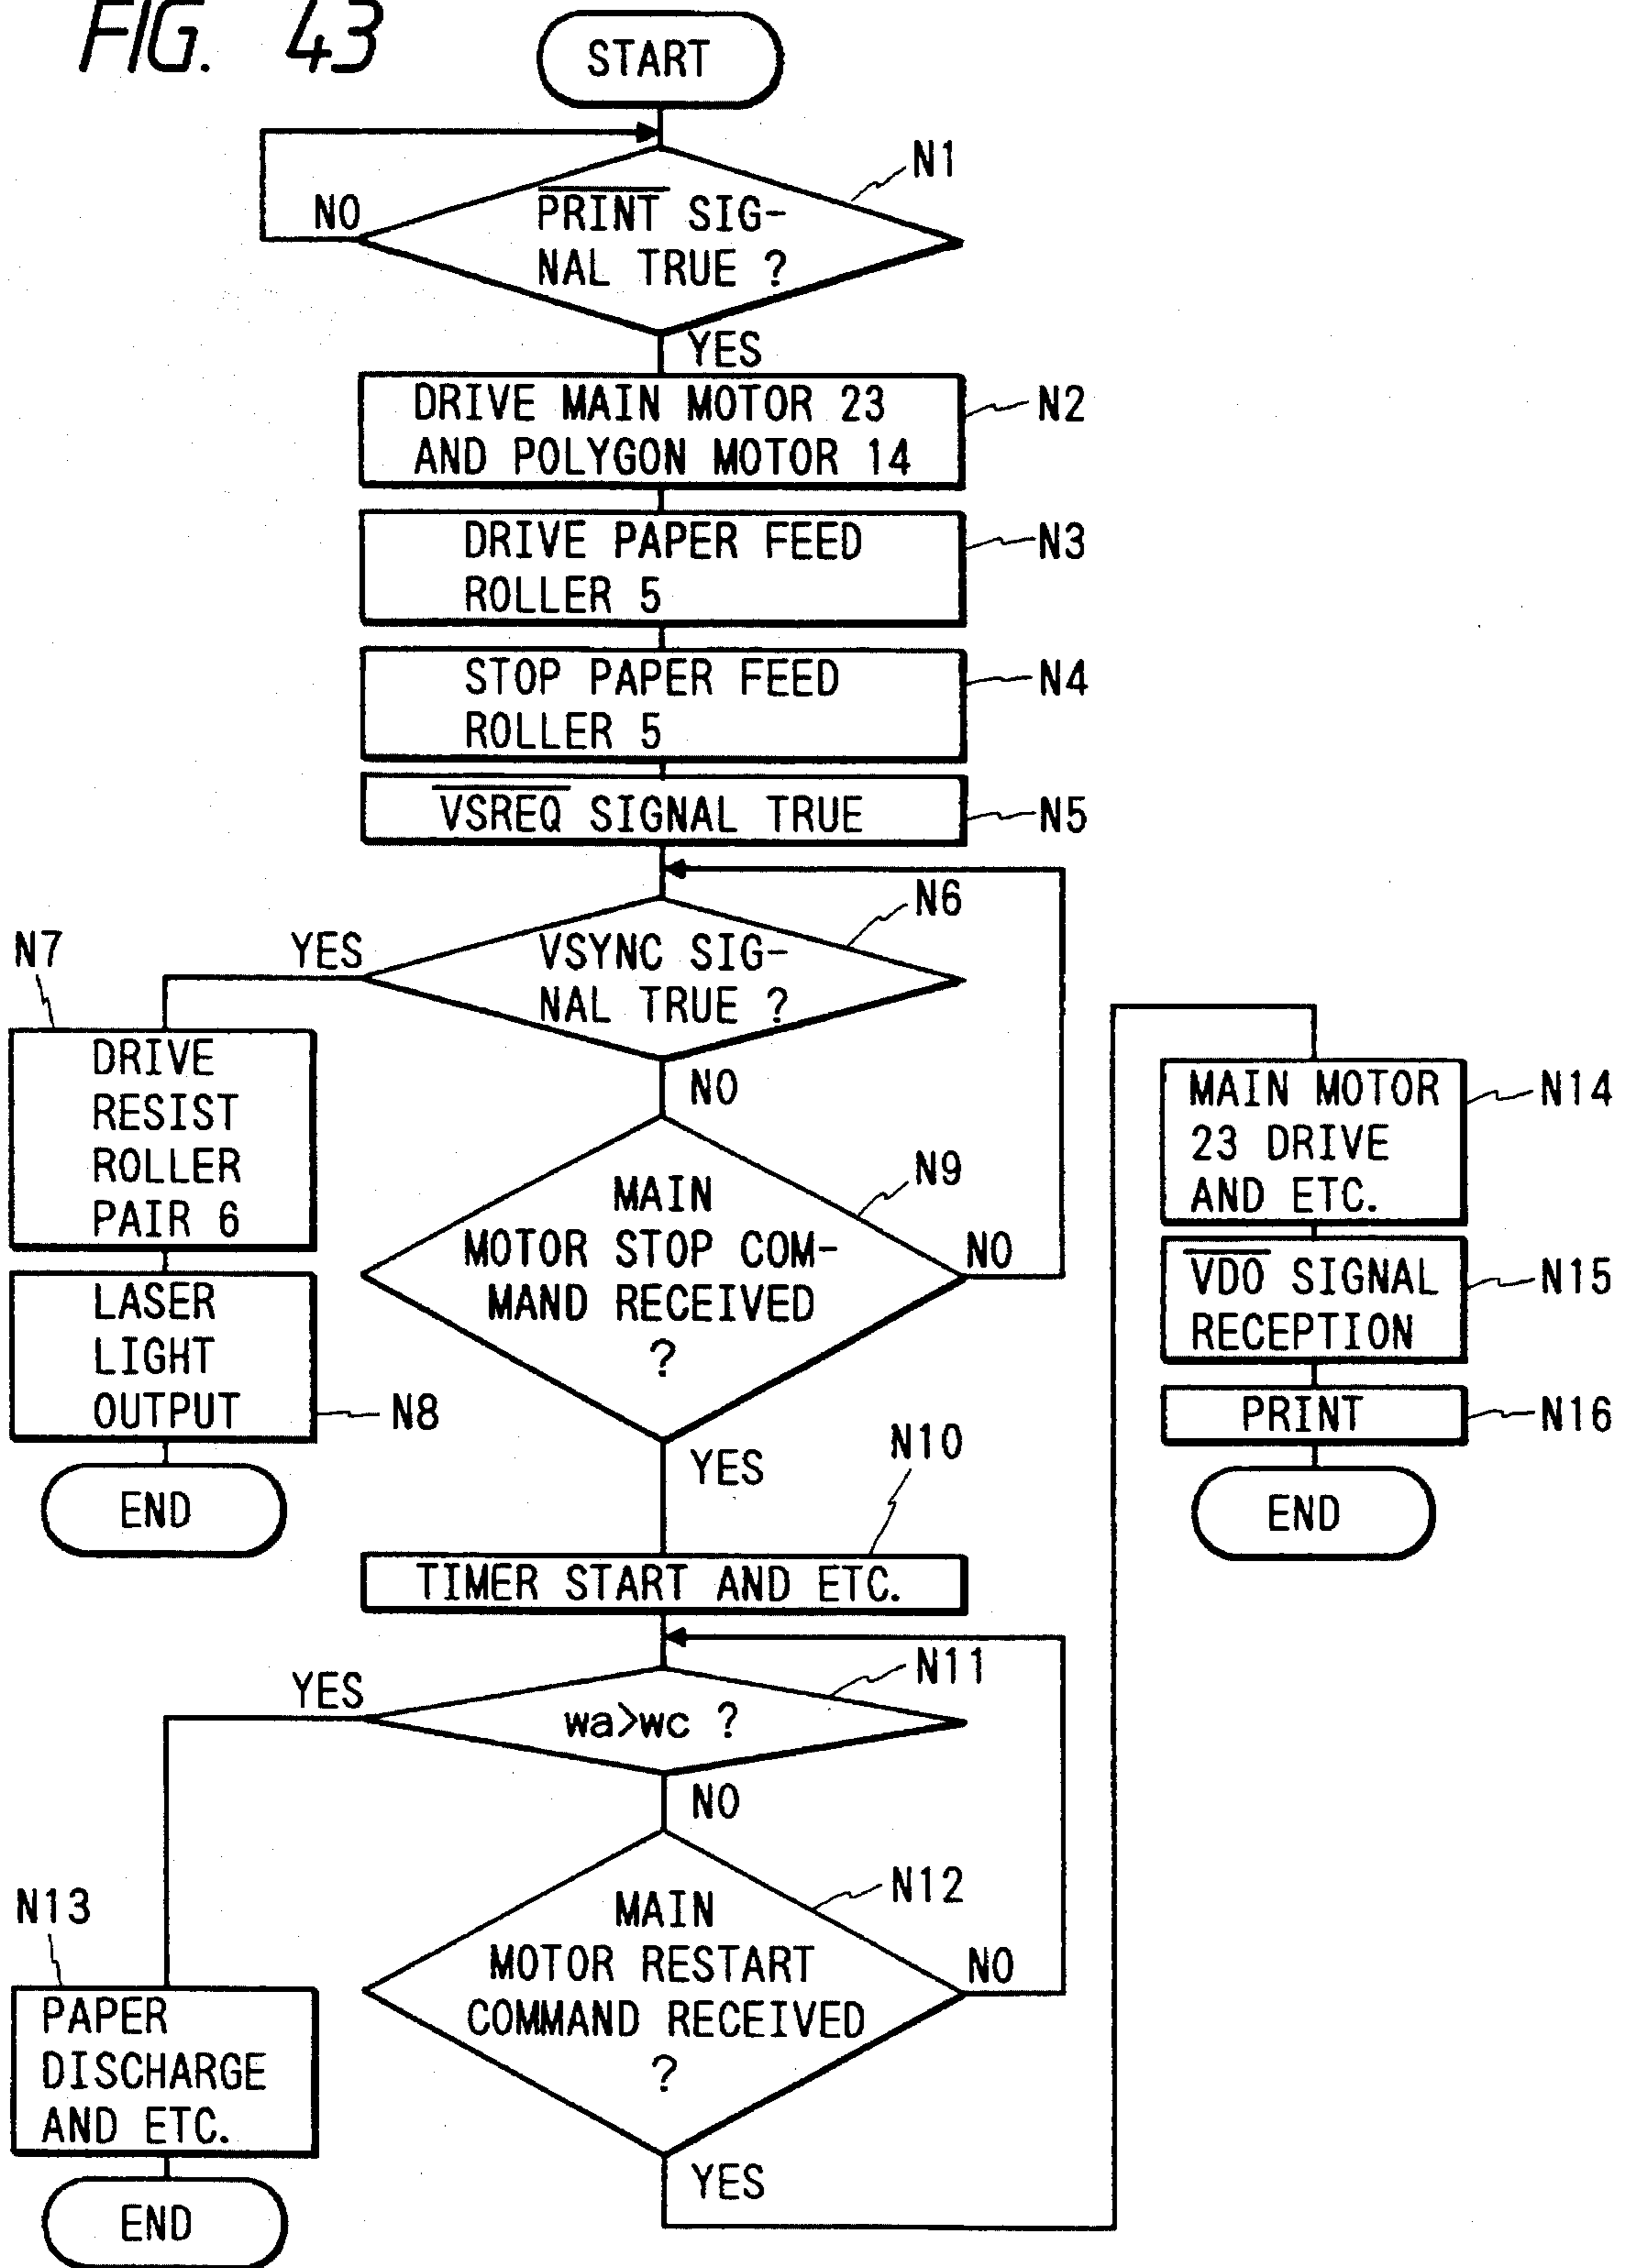 FIG. 43
START
N1
NO
PRINT SIG-
NAL TRUE ?
YES
DRIVE MAIN MOTOR 23
AND POLYGON MOTOR 14
N2
DRIVE PAPER FEED
ROLLER 5
N3
STOP PAPER FEED
ROLLER 5
N4
VSREQ SIGNAL TRUE
N5
N6
VSYNC SIG-
NAL TRUE ?
YES
NO
N7
DRIVE
RESIST
ROLLER
PAIR 6
LASER
LIGHT
OUTPUT
N8
END
N9
MAIN
MOTOR STOP COM-
MAND RECEIVED
?
NO
YES
N10
TIMER START AND ETC.
N11
wa>wc ?
YES
NO
N12
MAIN
MOTOR RESTART
COMMAND RECEIVED
?
NO
YES
N13
PAPER
DISCHARGE
AND ETC.
END
MAIN MOTOR
23 DRIVE
AND ETC.
N14
VDO SIGNAL
RECEPTION
N15
PRINT
N16
END